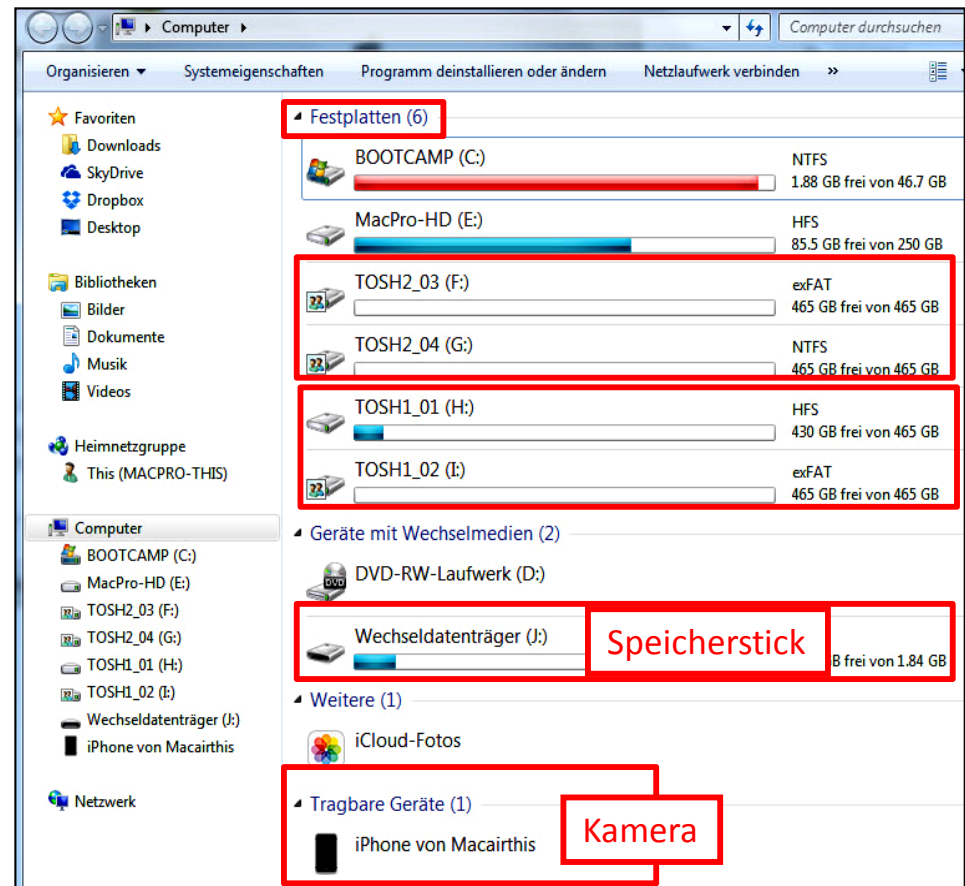 Computer
Computer durchsuchen
Organisieren
Systemeigenschaften
Programm deinstallieren oder ändern
Netzlaufwerk verbinden
»
Favoriten
Downloads
SkyDrive
Dropbox
Desktop
Bibliotheken
Bilder
Dokumente
Musik
Videos
Heimnetzgruppe
This (MACPRO-THIS)
Computer
BOOTCAMP (C:)
MacPro-HD (E:)
TOSH2_03 (F:)
TOSH2_04 (G:)
TOSH1_01 (H:)
TOSH1_02 (I:)
Wechseldatenträger (J:)
iPhone von Macairthis
Netzwerk
Festplatten (6)
BOOTCAMP (C:)
NTFS
1.88 GB frei von 46.7 GB
MacPro-HD (E:)
HFS
85.5 GB frei von 250 GB
TOSH2_03 (F:)
exFAT
465 GB frei von 465 GB
TOSH2_04 (G:)
NTFS
465 GB frei von 465 GB
TOSH1_01 (H:)
HFS
430 GB frei von 465 GB
TOSH1_02 (I:)
exFAT
465 GB frei von 465 GB
Geräte mit Wechselmedien (2)
DVD
DVD-RW-Laufwerk (D:)
Wechseldatenträger (J:)
Speicherstick
GB frei von 1.84 GB
Weitere (1)
iCloud-Fotos
Tragbare Geräte (1)
Kamera
iPhone von Macairthis